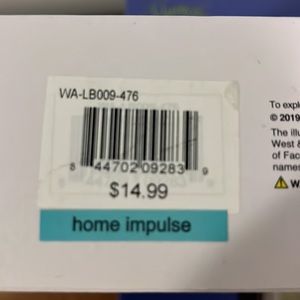 WA-LB009-476
8 44702 09283 9
$14.99
home impulse
To expl
© 2019
The illu
West &
of Fac
names
W